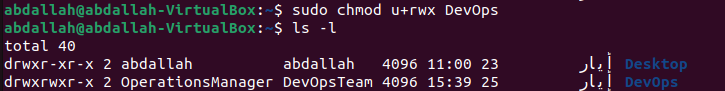 abdallah@abdallah-VirtualBox:~$ sudo chmod u+rwx DevOps
abdallah@abdallah-VirtualBox:~$ ls -l
total 40
drwxr-xr-x 2 abdallah abdallah 4096 11:00 23 أيار Desktop
drwxrwxr-x 2 OperationsManager DevOpsTeam 4096 15:39 25 أيار DevOps